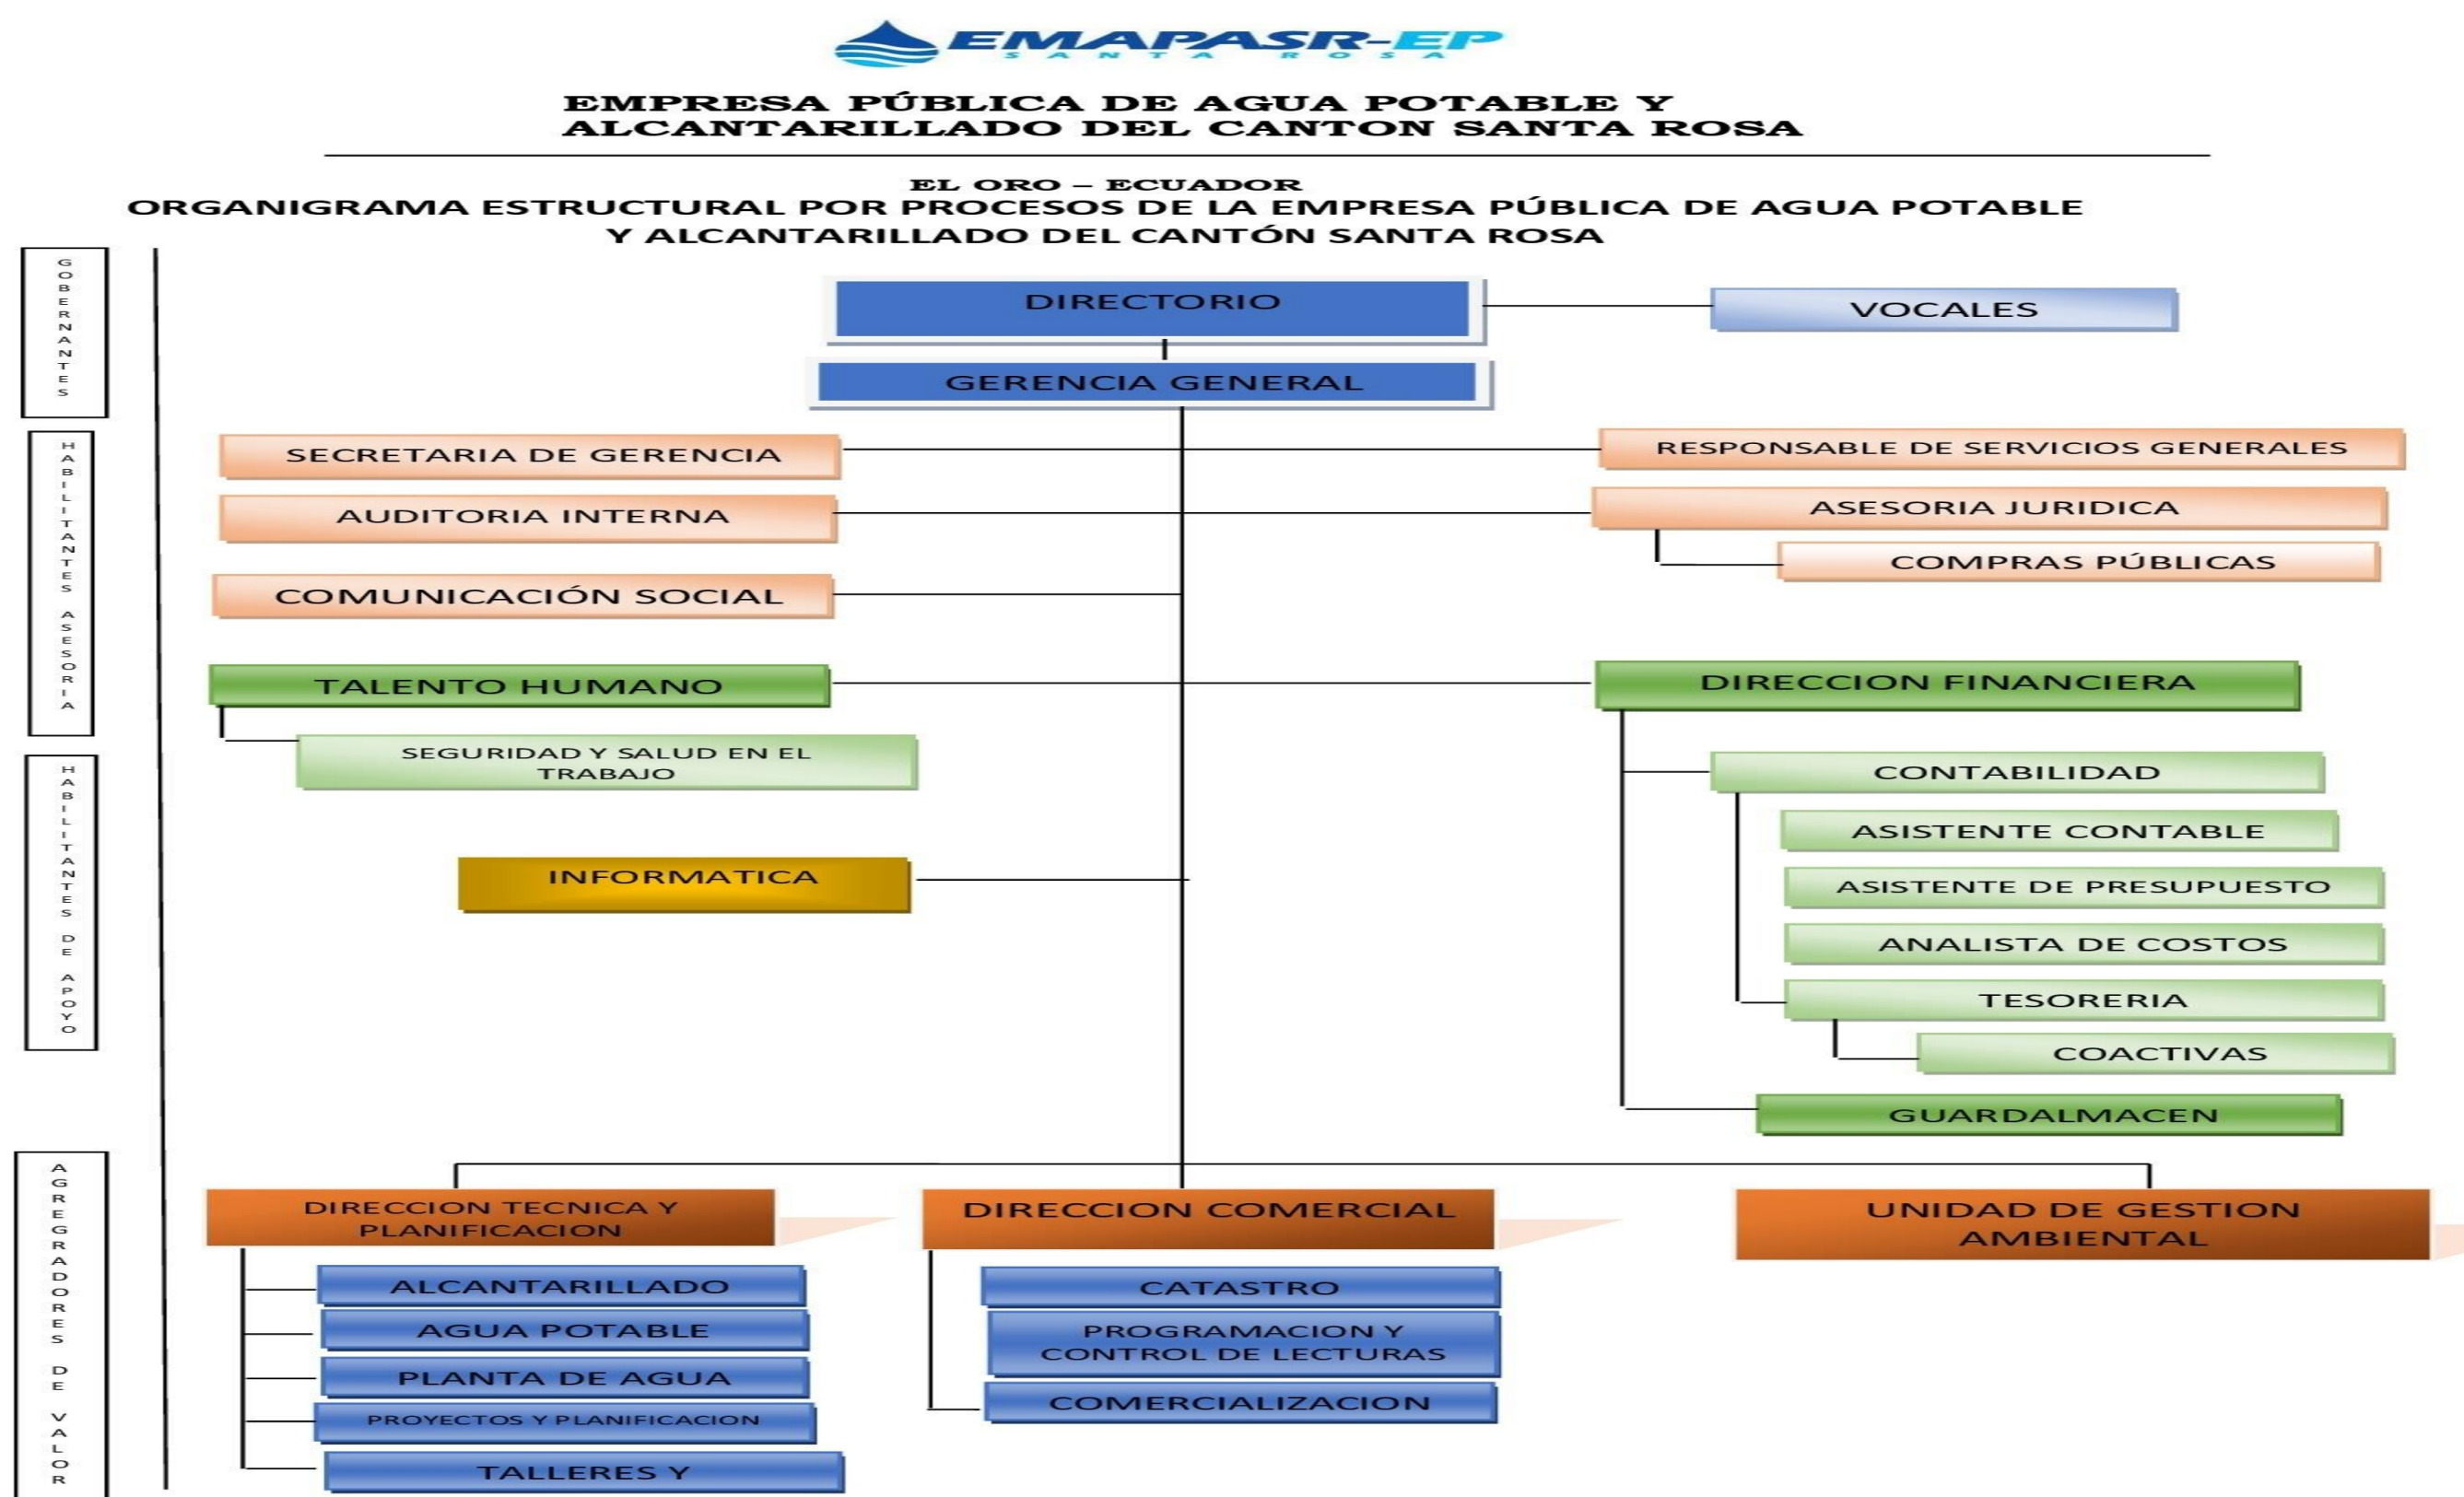 EMAPASR-EP
SANTA ROSA
EMPRESA PÚBLICA DE AGUA POTABLE Y
ALCANTARILLADO DEL CANTON SANTA ROSA
EL ORO – ECUADOR
ORGANIGRAMA ESTRUCTURAL POR PROCESOS DE LA EMPRESA PÚBLICA DE AGUA POTABLE
Y ALCANTARILLADO DEL CANTÓN SANTA ROSA
GOBERNANTES
DIRECTORIO
VOCALES
GERENCIA GENERAL
HABILITANTES ASESORIA
SECRETARIA DE GERENCIA
RESPONSABLE DE SERVICIOS GENERALES
AUDITORIA INTERNA
ASESORIA JURIDICA
COMPRAS PÚBLICAS
COMUNICACIÓN SOCIAL
TALENTO HUMANO
DIRECCION FINANCIERA
HABILITANTES DE APOYO
SEGURIDAD Y SALUD EN EL
TRABAJO
CONTABILIDAD
ASISTENTE CONTABLE
INFORMATICA
ASISTENTE DE PRESUPUESTO
ANALISTA DE COSTOS
TESORERIA
COACTIVAS
GUARDALMACEN
AGREGRADORES DE VALOR
DIRECCION TECNICA Y
PLANIFICACION
DIRECCION COMERCIAL
UNIDAD DE GESTION
AMBIENTAL
ALCANTARILLADO
AGUA POTABLE
PLANTA DE AGUA
PROYECTOS Y PLANIFICACION
TALLERES Y
CATASTRO
PROGRAMACION Y
CONTROL DE LECTURAS
COMERCIALIZACION